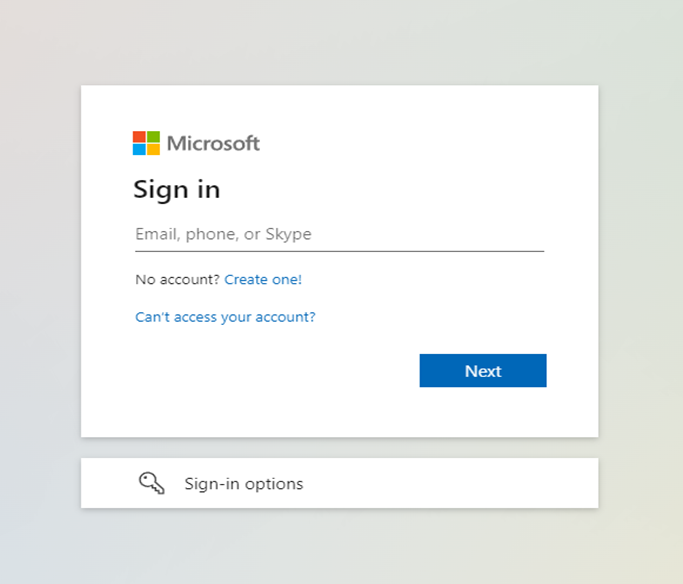 Microsoft
Sign in
Email, phone, or Skype
No account? Create one!
Can't access your account?
Next
Sign-in options